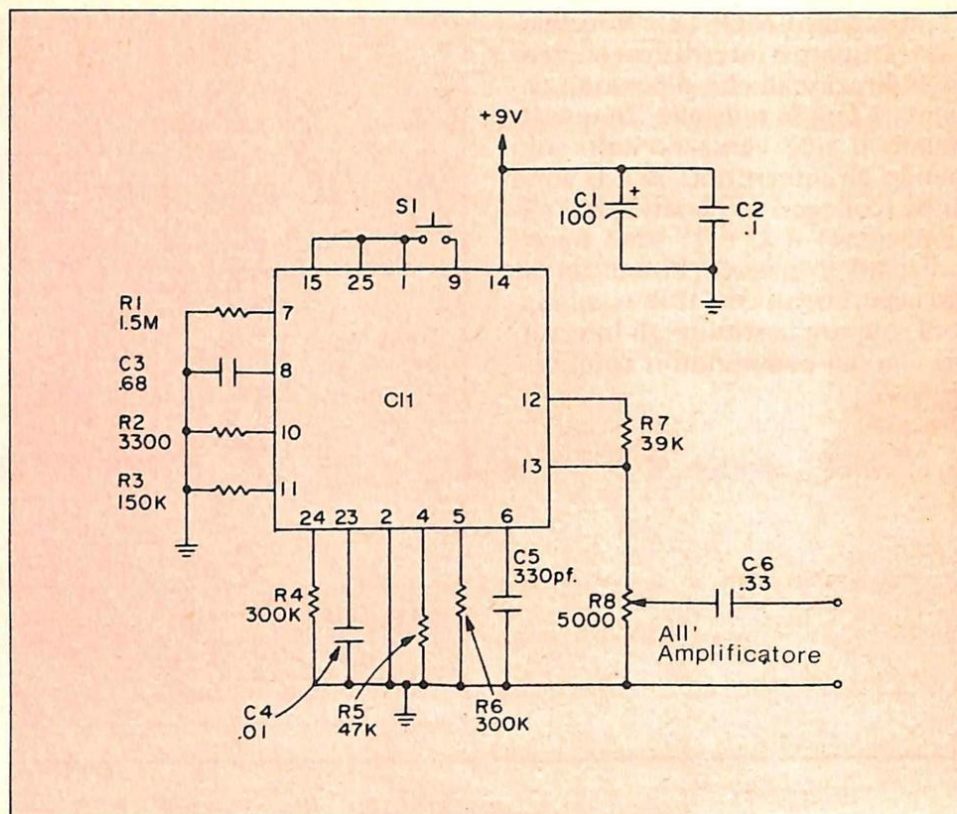 +9V
S1
C1
100
+
C2
.1
15 25 1 9 14
R1
1.5M
7
C3
.68
8
CI1
R2
3300
10
12
R7
39K
13
R3
150K
11
24 23 2 4 5 6
C5
330pf.
R4
300K
C6
.33
R8
5000
All'
Amplificatore
C4
.01
R5
47K
R6
300K